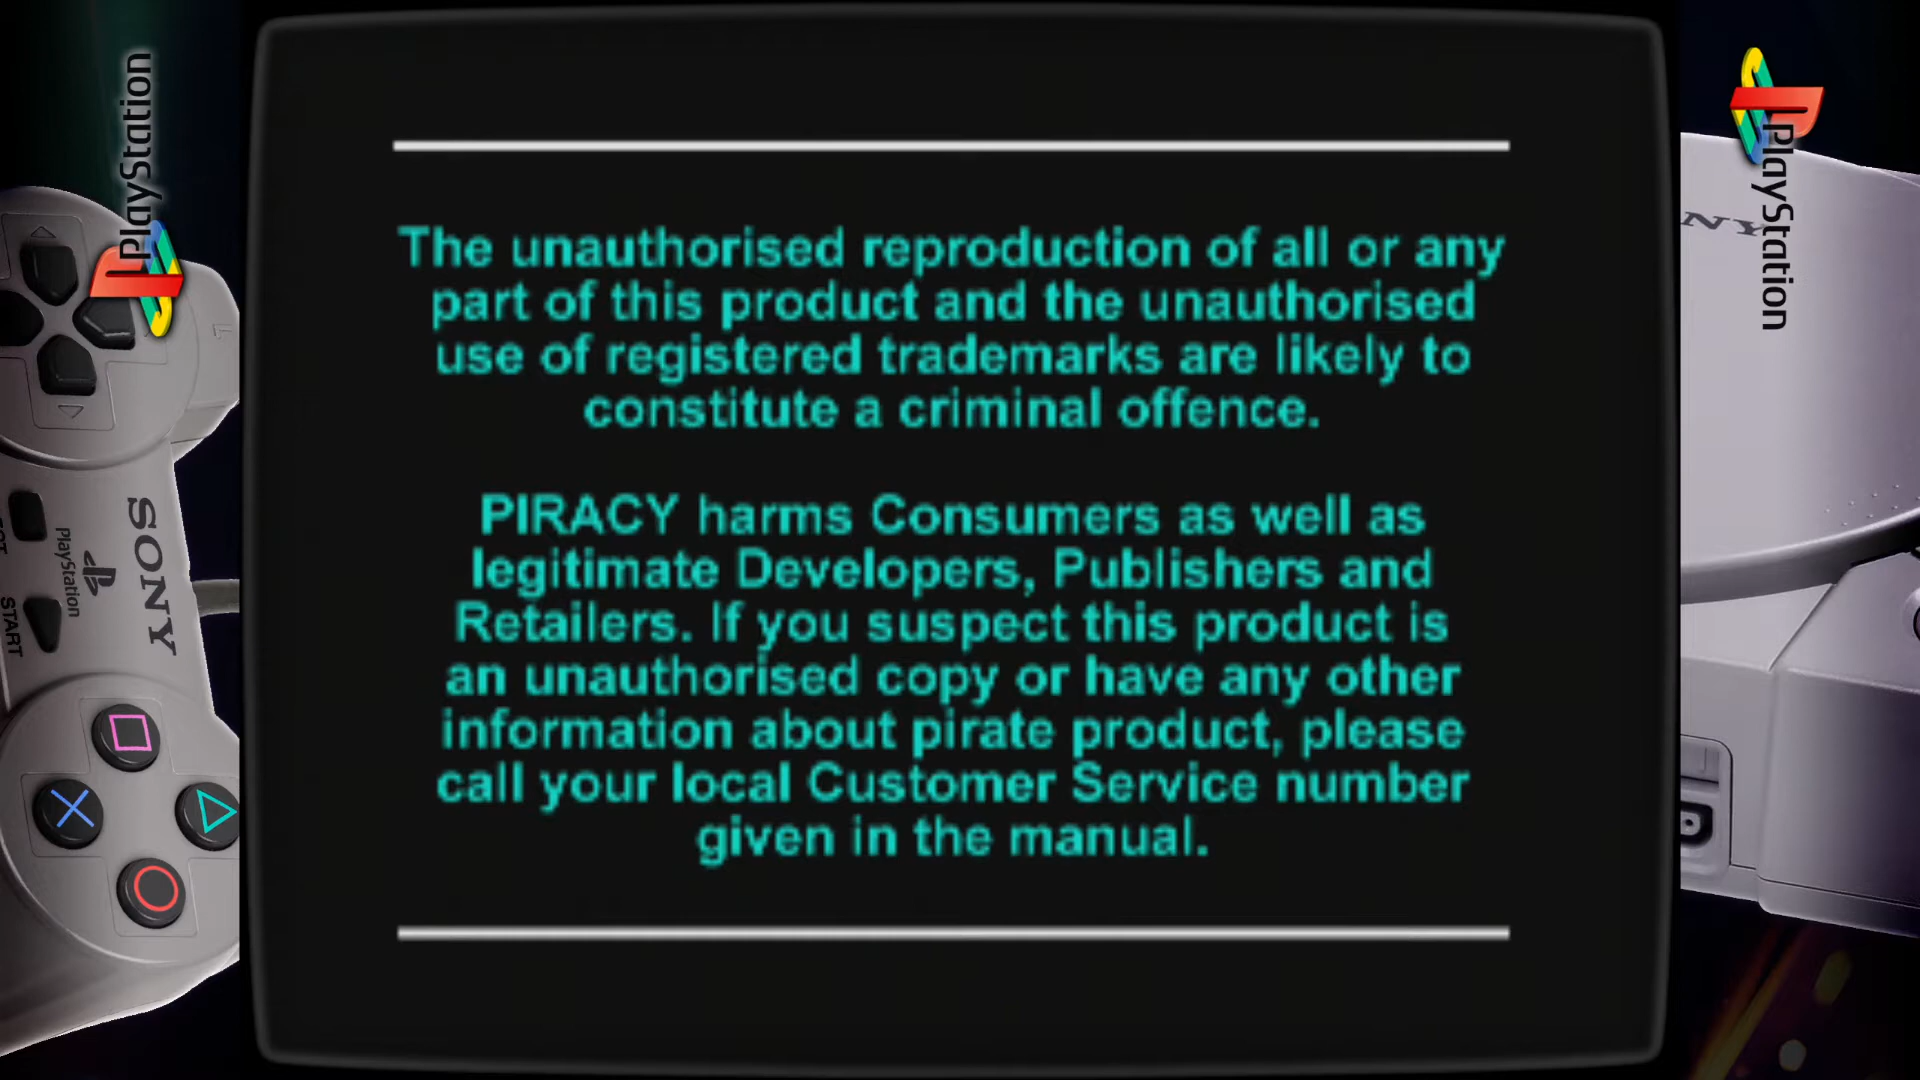 The unauthorised reproduction of all or any
part of this product and the unauthorised
use of registered trademarks are likely to
constitute a criminal offence.
PIRACY harms Consumers as well as
legitimate Developers, Publishers and
Retailers. If you suspect this product is
an unauthorised copy or have any other
information about pirate product, please
call your local Customer Service number
given in the manual.
PlayStation
SONY
PlayStation
START
PlayStation